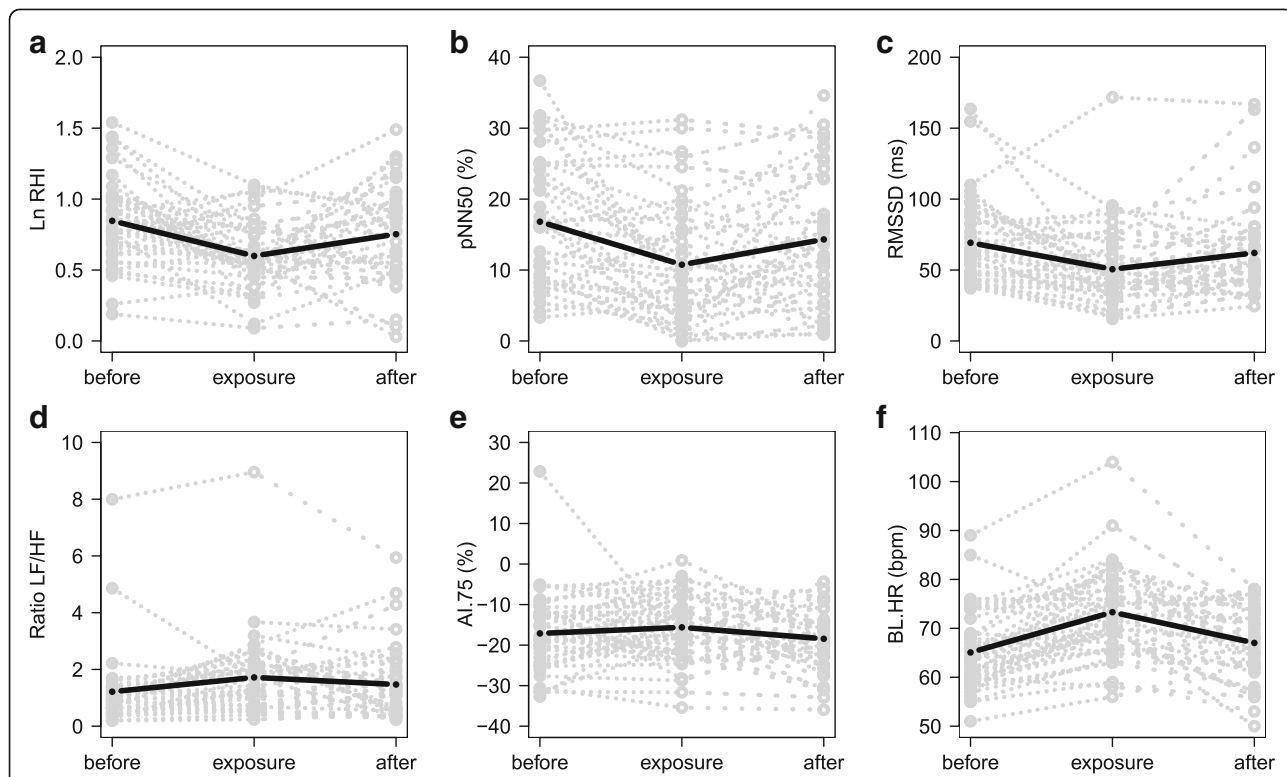 a
2.0
1.5
1.0
0.5
0.0
Ln RHI
before exposure after
b
40
30
20
10
0
pNN50 (%)
before exposure after
c
200
150
100
50
0
RMSSD (ms)
before exposure after
d
10
8
6
4
2
0
Ratio LF/HF
before exposure after
e
30
20
10
0
−10
−20
−30
−40
AI.75 (%)
before exposure after
f
110
100
90
80
70
60
50
BL.HR (bpm)
before exposure after